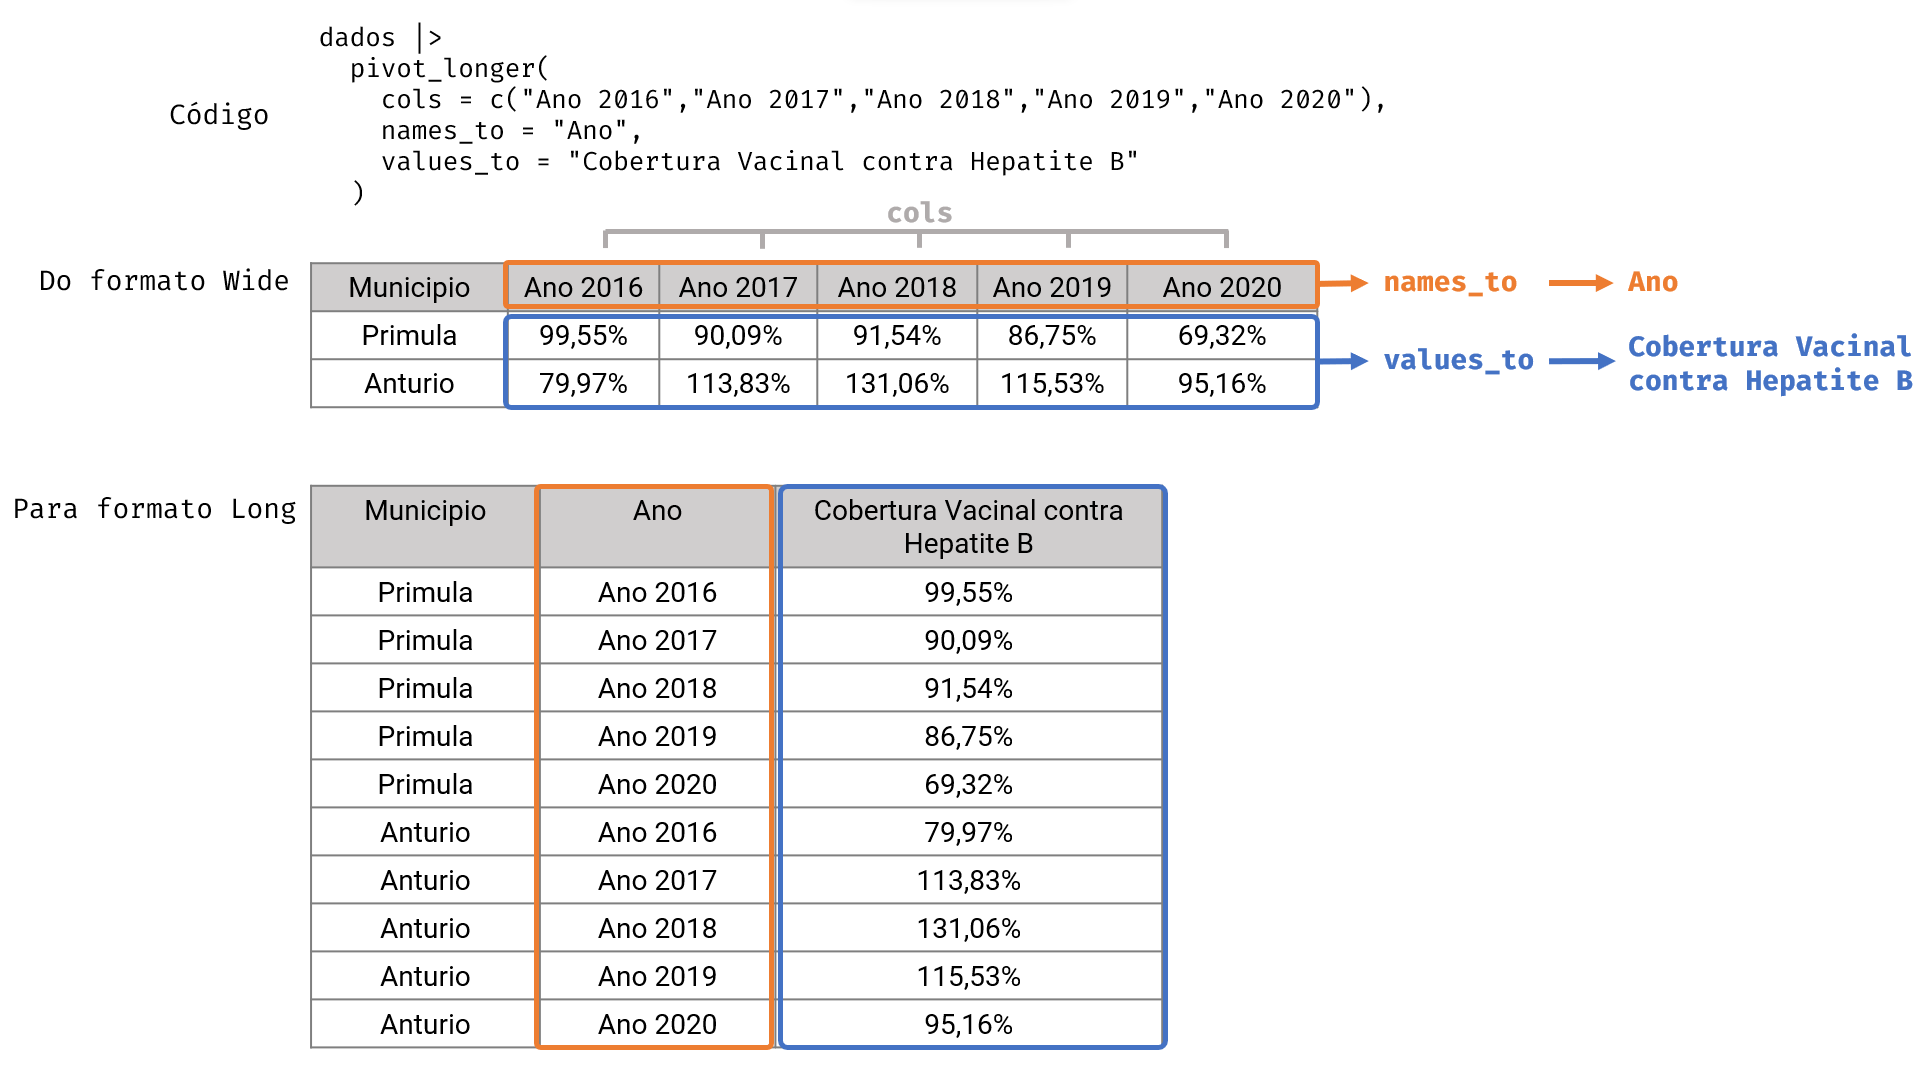 dados |>
pivot_longer(
Código
cols = c("Ano 2016","Ano 2017","Ano 2018","Ano 2019","Ano 2020"),
names_to = "Ano",
values_to = "Cobertura Vacinal contra Hepatite B"
)
cols
Do formato Wide
Municipio Ano 2016 Ano 2017 Ano 2018 Ano 2019 Ano 2020
names_to Ano
Primula 99,55% 90,09% 91,54% 86,75% 69,32%
Anturio 79,97% 113,83% 131,06% 115,53% 95,16%
values_to
Cobertura Vacinal
contra Hepatite B
Para formato Long
Municipio Ano Cobertura Vacinal contra
Hepatite B
Primula Ano 2016 99,55%
Primula Ano 2017 90,09%
Primula Ano 2018 91,54%
Primula Ano 2019 86,75%
Primula Ano 2020 69,32%
Anturio Ano 2016 79,97%
Anturio Ano 2017 113,83%
Anturio Ano 2018 131,06%
Anturio Ano 2019 115,53%
Anturio Ano 2020 95,16%